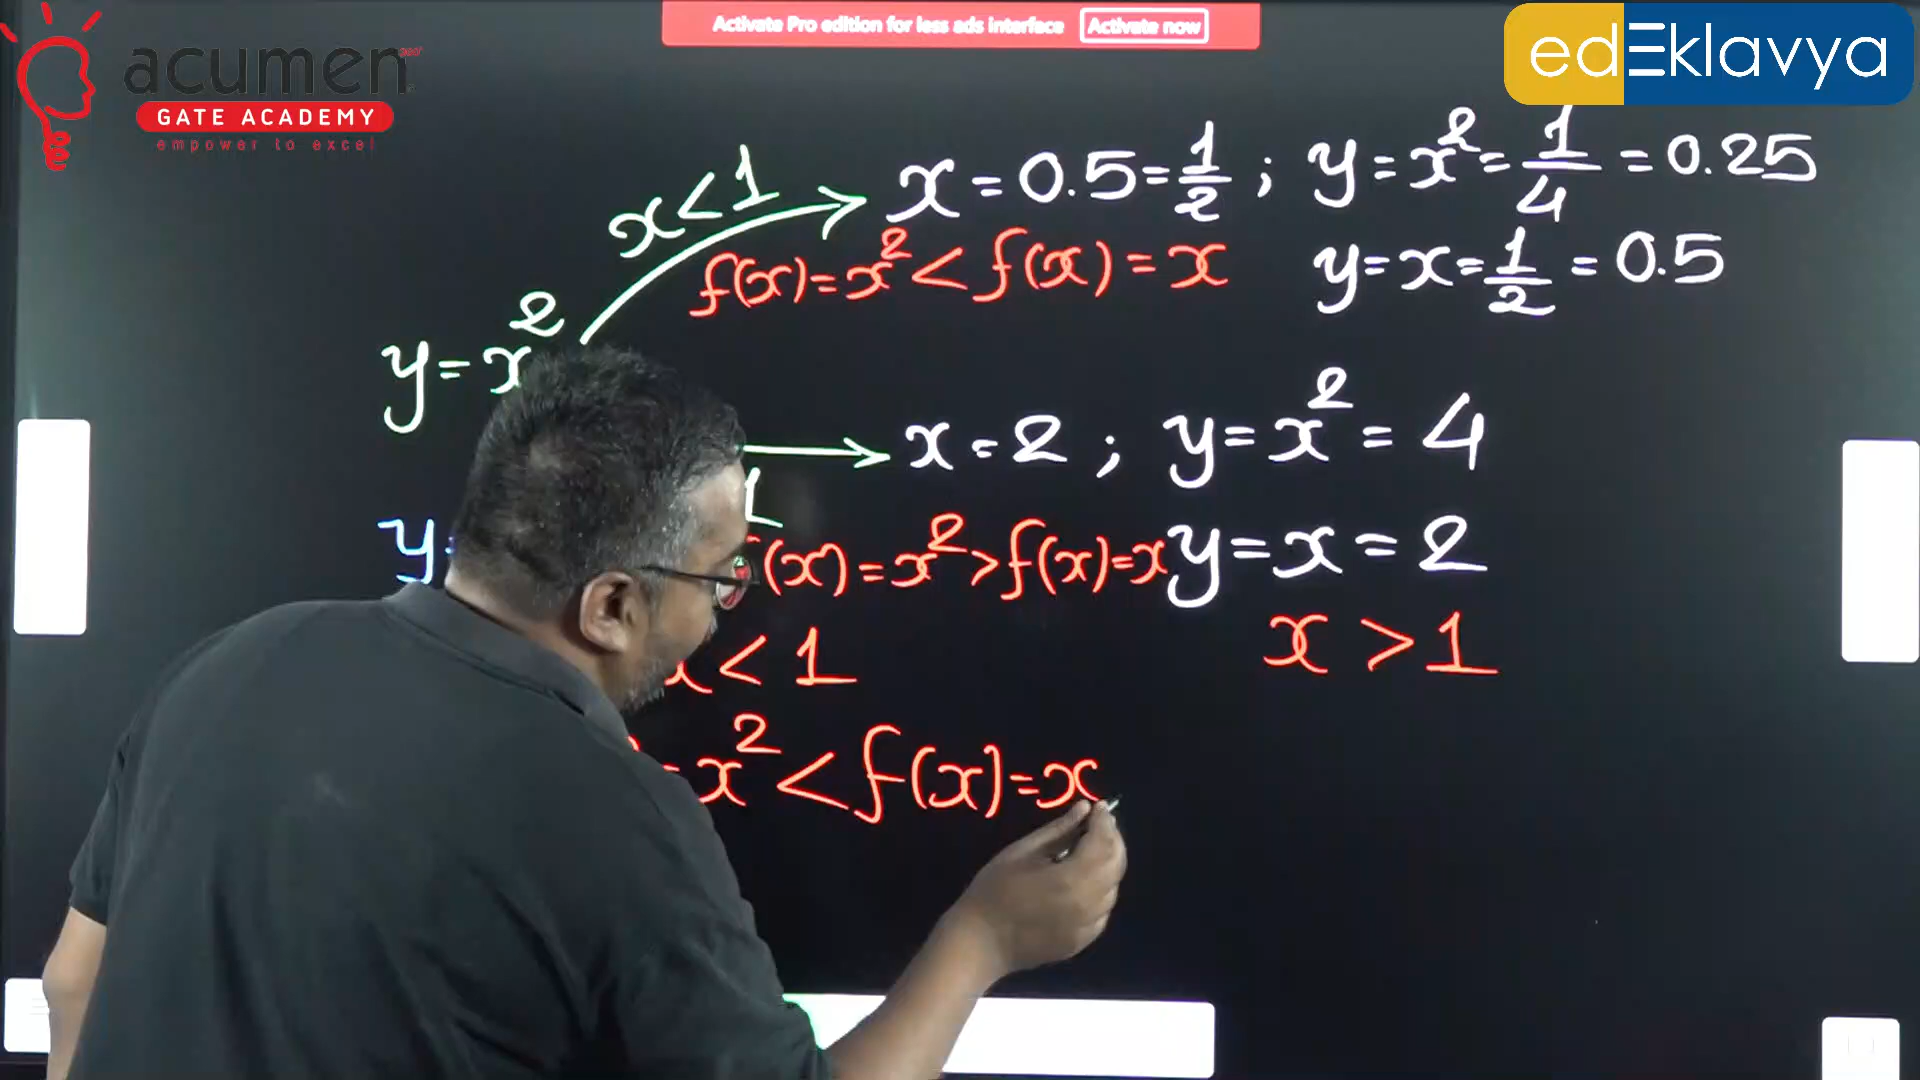 Activate Pro edition for less ads interface Activate now
acumen
GATE ACADEMY
empower to excel
edEklavya
x < 1
x = 0.5 = 1/2 ; y = x² = 1/4 = 0.25
f(x) = x² < f(x) = x
y = x = 1/2 = 0.5
y = x²
x = 2 ; y = x² = 4
1
y
(x) = x² > f(x) = x
y = x = 2
x < 1
x > 1
= x² < f(x) = x